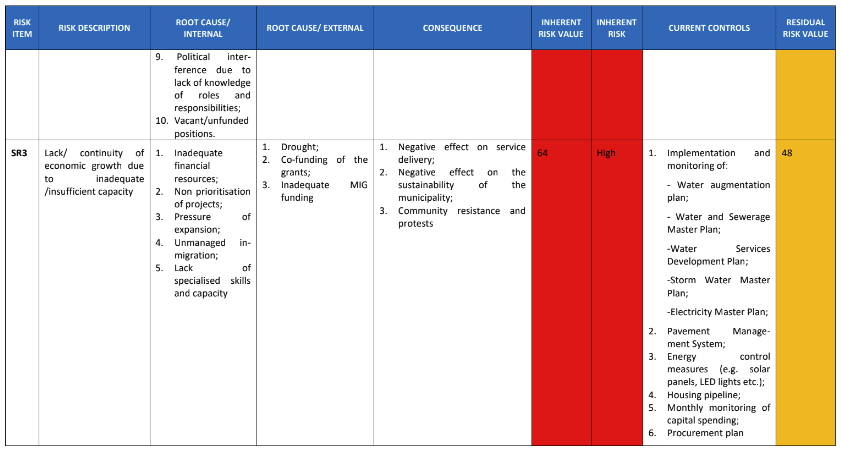 RISK ITEM
RISK DESCRIPTION
ROOT CAUSE/ INTERNAL
ROOT CAUSE/ EXTERNAL
CONSEQUENCE
INHERENT RISK VALUE
INHERENT RISK
CURRENT CONTROLS
RESIDUAL RISK VALUE
9. Political inter-
ference due to
lack of knowledge
of roles and
responsibilities;
10. Vacant/unfunded
positions.
SR3
Lack/ continuity of
economic growth due
to inadequate
/insufficient capacity
1. Inadequate
financial
resources;
2. Non prioritisation
of projects;
3. Pressure of
expansion;
4. Unmanaged in-
migration;
5. Lack of
specialised skills
and capacity
1. Drought;
2. Co-funding of the
grants;
3. Inadequate MIG
funding
1. Negative effect on service
delivery;
2. Negative effect on the
sustainability of the
municipality;
3. Community resistance and
protests
64
High
1. Implementation and
monitoring of:
- Water augmentation
plan;
- Water and Sewerage
Master Plan;
-Water Services
Development Plan;
-Storm Water Master
Plan;
-Electricity Master Plan;
2. Pavement Manage-
ment System;
3. Energy control
measures (e.g. solar
panels, LED lights etc.);
4. Housing pipeline;
5. Monthly monitoring of
capital spending;
6. Procurement plan
48